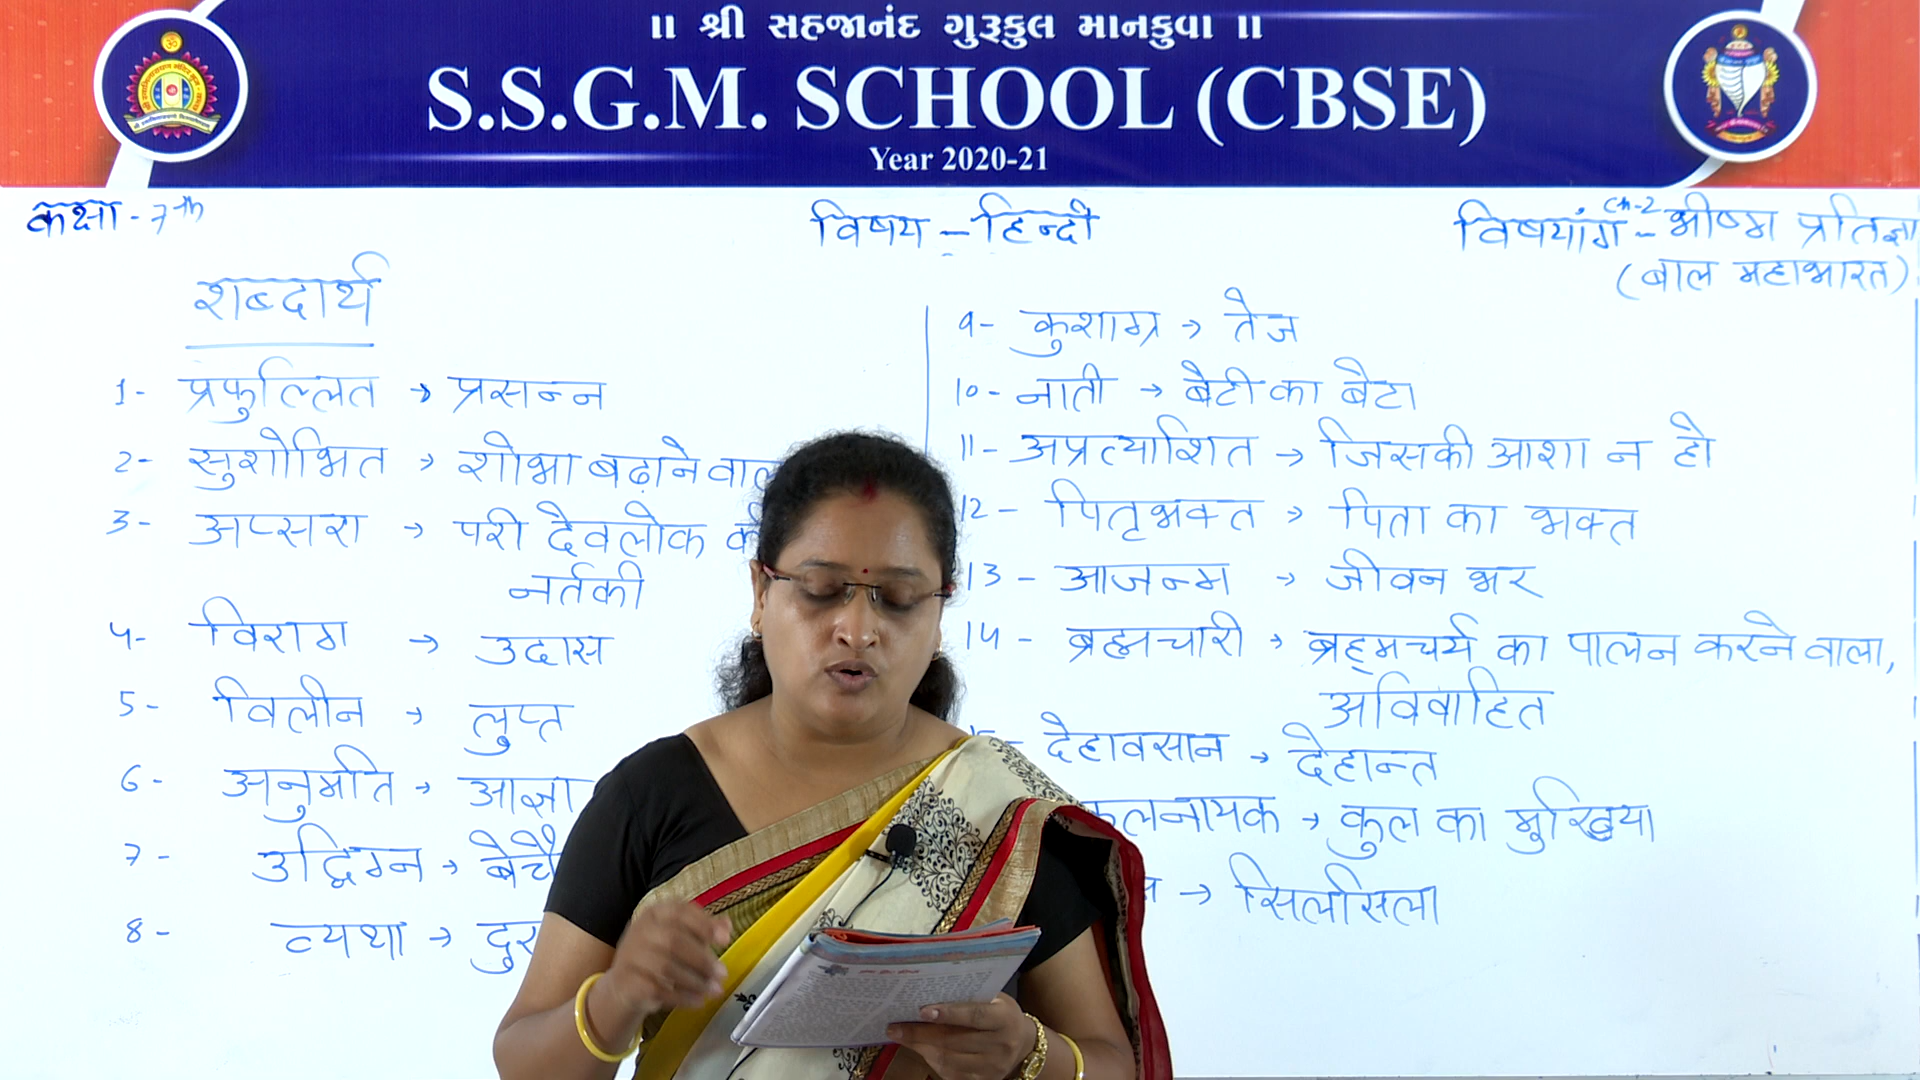 ॥ શ્રી સહજાનંદ ગુરૂકુલ માનકુવા ॥
S.S.G.M. SCHOOL (CBSE)
Year 2020-21
कक्षा - 7th
विषय - हिन्दी
विषयांग - Ch-2 भीष्म प्रतिज्ञा
(बाल महाभारत)
शब्दार्थ
1- प्रफुल्लित → प्रसन्न
2- सुशोभित → शोभा बढ़ाने
3- अप्सरा → परी देवलोक
नर्तकी
4- विराग → उदास
5- विलीन → लुप्त
6- अनुमति → आज्ञा
7- उद्विग्न →
8- व्यथा →
9- कुशाग्र → तेज
10- नाती → बेटी का बेटा
11- अप्रत्याशित → जिसकी आशा न हो
12- पितृभक्त → पिता का भक्त
13- आजन्म → जीवन भर
14- ब्रह्मचारी → ब्रह्मचर्य का पालन करने वाला,
अविवाहित
देहावसान → देहान्त
→ कुल का मुखिया
→ सिलसिला